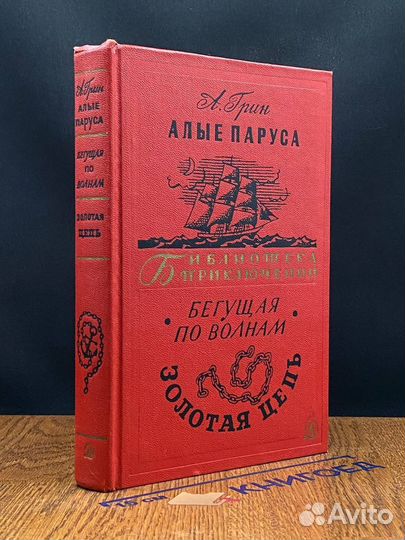 А. Грин
АЛЫЕ
ПАРУСА
БЕГУЩАЯ
ПО
ВОЛНАМ
ЗОЛОТАЯ
ЦЕПЬ
А. Грин
АЛЫЕ ПАРУСА
БИБЛИОТЕКА
ПРИКЛЮЧЕНИЙ
БЕГУЩАЯ
ПО ВОЛНАМ
ЗОЛОТАЯ ЦЕПЬ
КНИГОБА
Avito